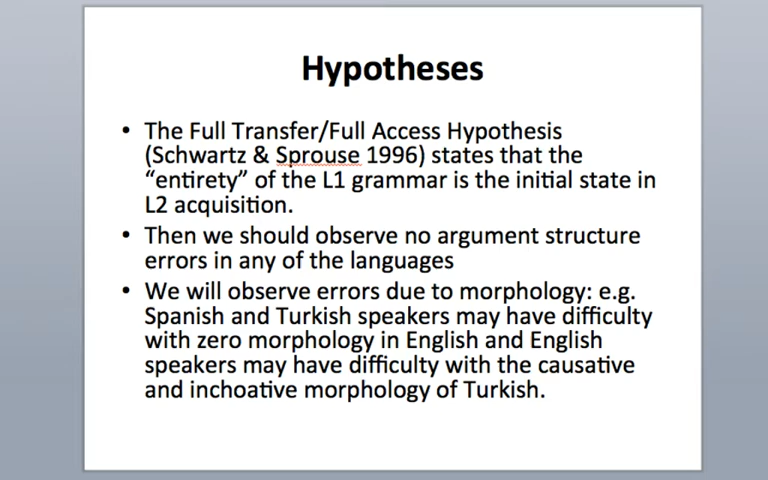 Hypotheses
• The Full Transfer/Full Access Hypothesis
(Schwartz & Sprouse 1996) states that the
“entirety” of the L1 grammar is the initial state in
L2 acquisition.
• Then we should observe no argument structure
errors in any of the languages
• We will observe errors due to morphology: e.g.
Spanish and Turkish speakers may have difficulty
with zero morphology in English and English
speakers may have difficulty with the causative
and inchoative morphology of Turkish.